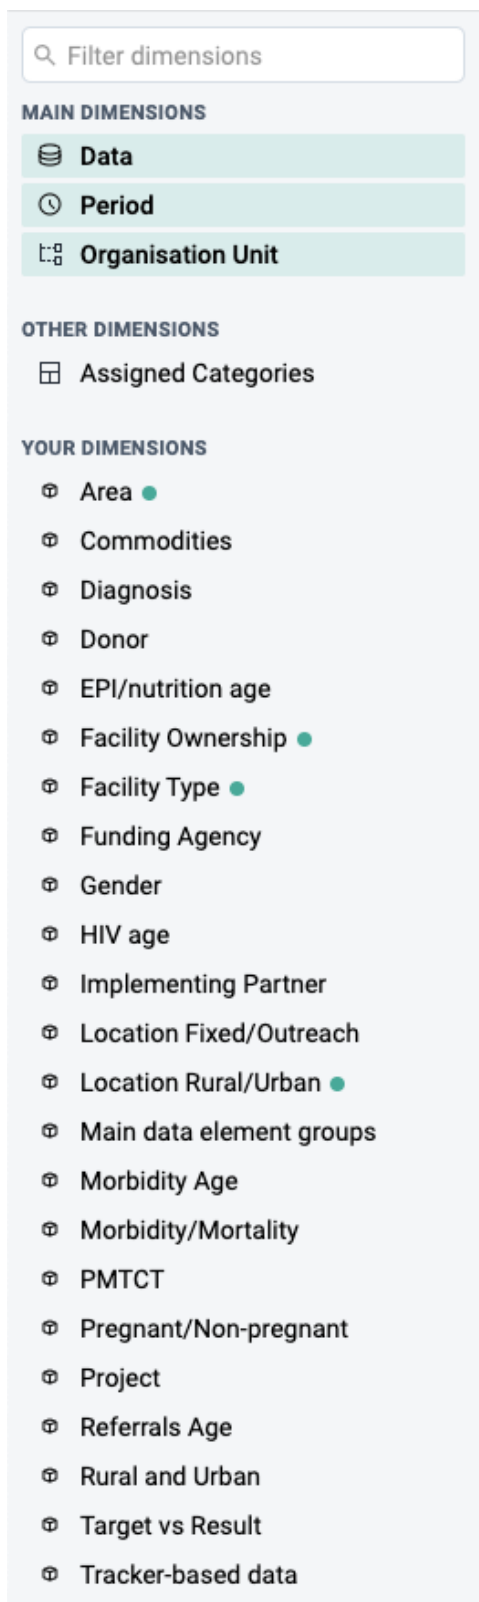 Filter dimensions
MAIN DIMENSIONS
Data
Period
Organisation Unit
OTHER DIMENSIONS
Assigned Categories
YOUR DIMENSIONS
Area
Commodities
Diagnosis
Donor
EPI/nutrition age
Facility Ownership
Facility Type
Funding Agency
Gender
HIV age
Implementing Partner
Location Fixed/Outreach
Location Rural/Urban
Main data element groups
Morbidity Age
Morbidity/Mortality
PMTCT
Pregnant/Non-pregnant
Project
Referrals Age
Rural and Urban
Target vs Result
Tracker-based data